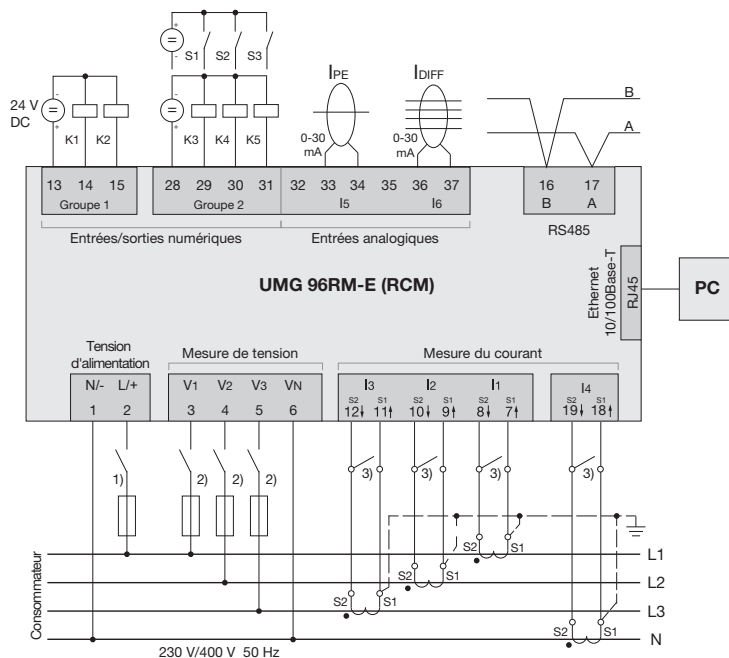 S1 S2 S3
IPE IDIFF
24 V
DC
K1 K2 K3 K4 K5
0-30
mA
0-30
mA
B
A
13 14 15 28 29 30 31 32 33 34 35 36 37 16 17
Groupe 1 Groupe 2 I5 I6 B A
Entrées/sorties numériques Entrées analogiques RS485
UMG 96RM-E (RCM)
Ethernet
10/100Base-T
RJ45
PC
Tension
d'alimentation
Mesure de tension Mesure du courant
N/- L/+ V1 V2 V3 VN I3 I2 I1 I4
S2 S1 S2 S1 S2 S1 S2 S1
1 2 3 4 5 6 12 11 10 9 8 7 19 18
1) 2) 2) 2) 3) 3) 3) 3)
Consommateur
S2 S1 L1
S2 S1 L2
S2 S1 L3
S2 S1 N
230 V/400 V 50 Hz